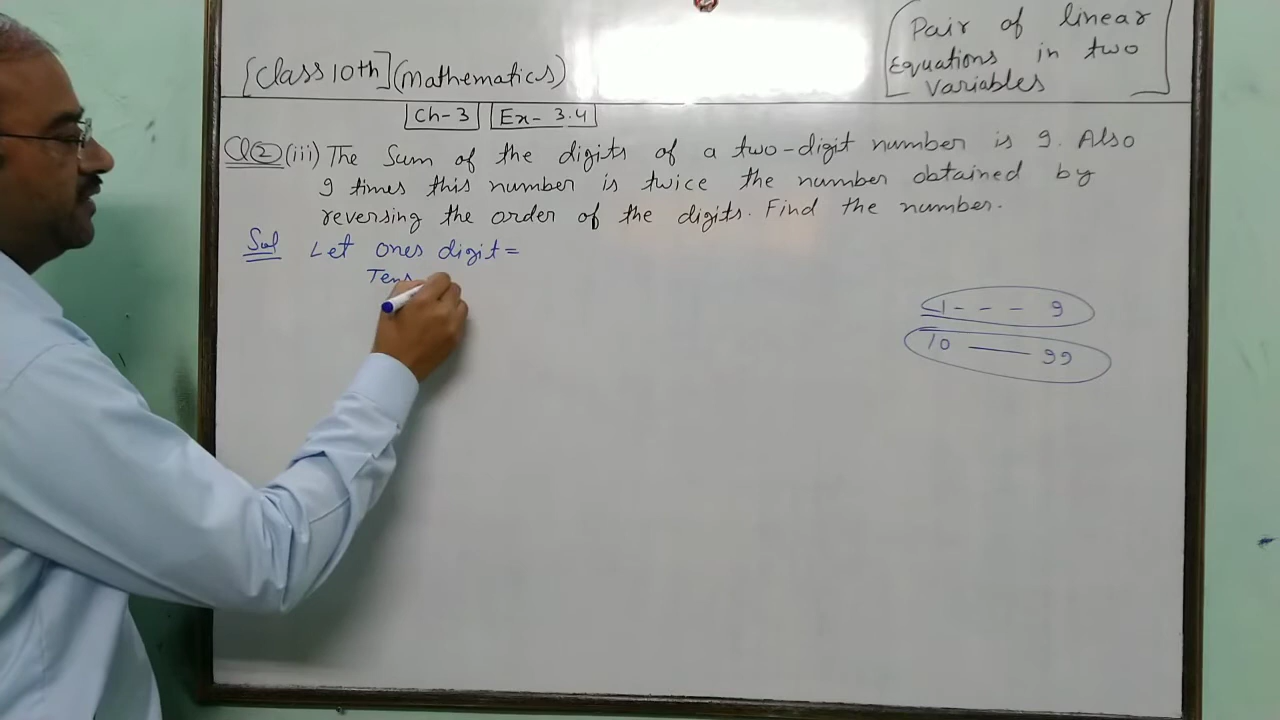 Pair of linear
Equations in two
Variables
[Class 10th] (Mathematics)
Ch-3 Ex- 3.4
Q(2) (iii) The Sum of the digits of a two-digit number is 9. Also
9 times this number is twice the number obtained by
reversing the order of the digits. Find the number.
Sol Let ones digit =
Tens
1 - - - 9
10 — 99